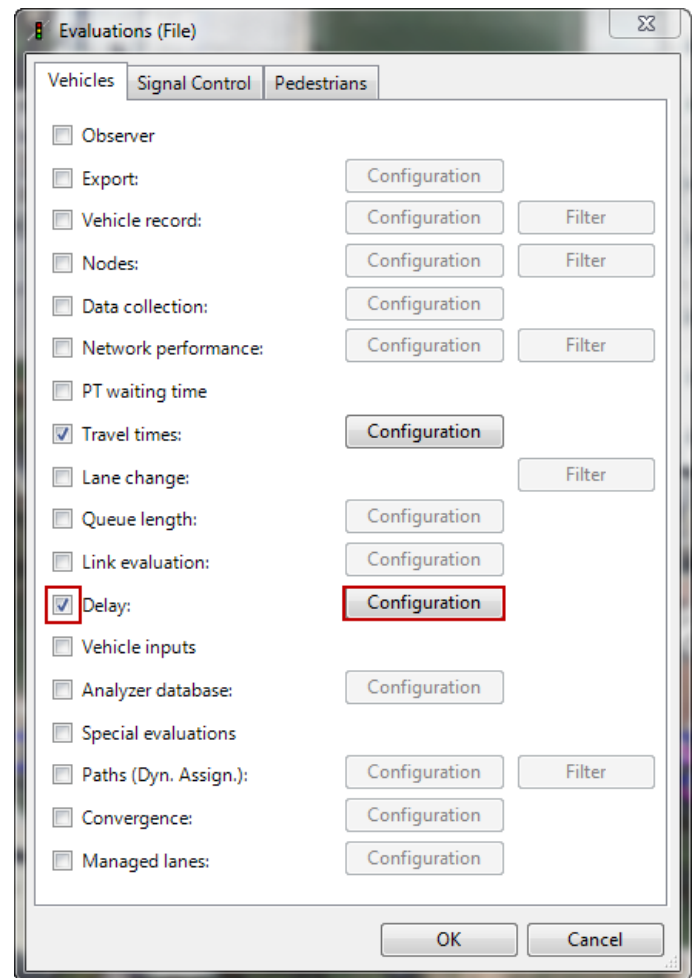 Evaluations (File)
Vehicles Signal Control Pedestrians
Observer
Export: Configuration
Vehicle record: Configuration Filter
Nodes: Configuration Filter
Data collection: Configuration
Network performance: Configuration Filter
PT waiting time
Travel times: Configuration
Lane change: Filter
Queue length: Configuration
Link evaluation: Configuration
Delay: Configuration
Vehicle inputs
Analyzer database: Configuration
Special evaluations
Paths (Dyn. Assign.): Configuration Filter
Convergence: Configuration
Managed lanes: Configuration
OK Cancel